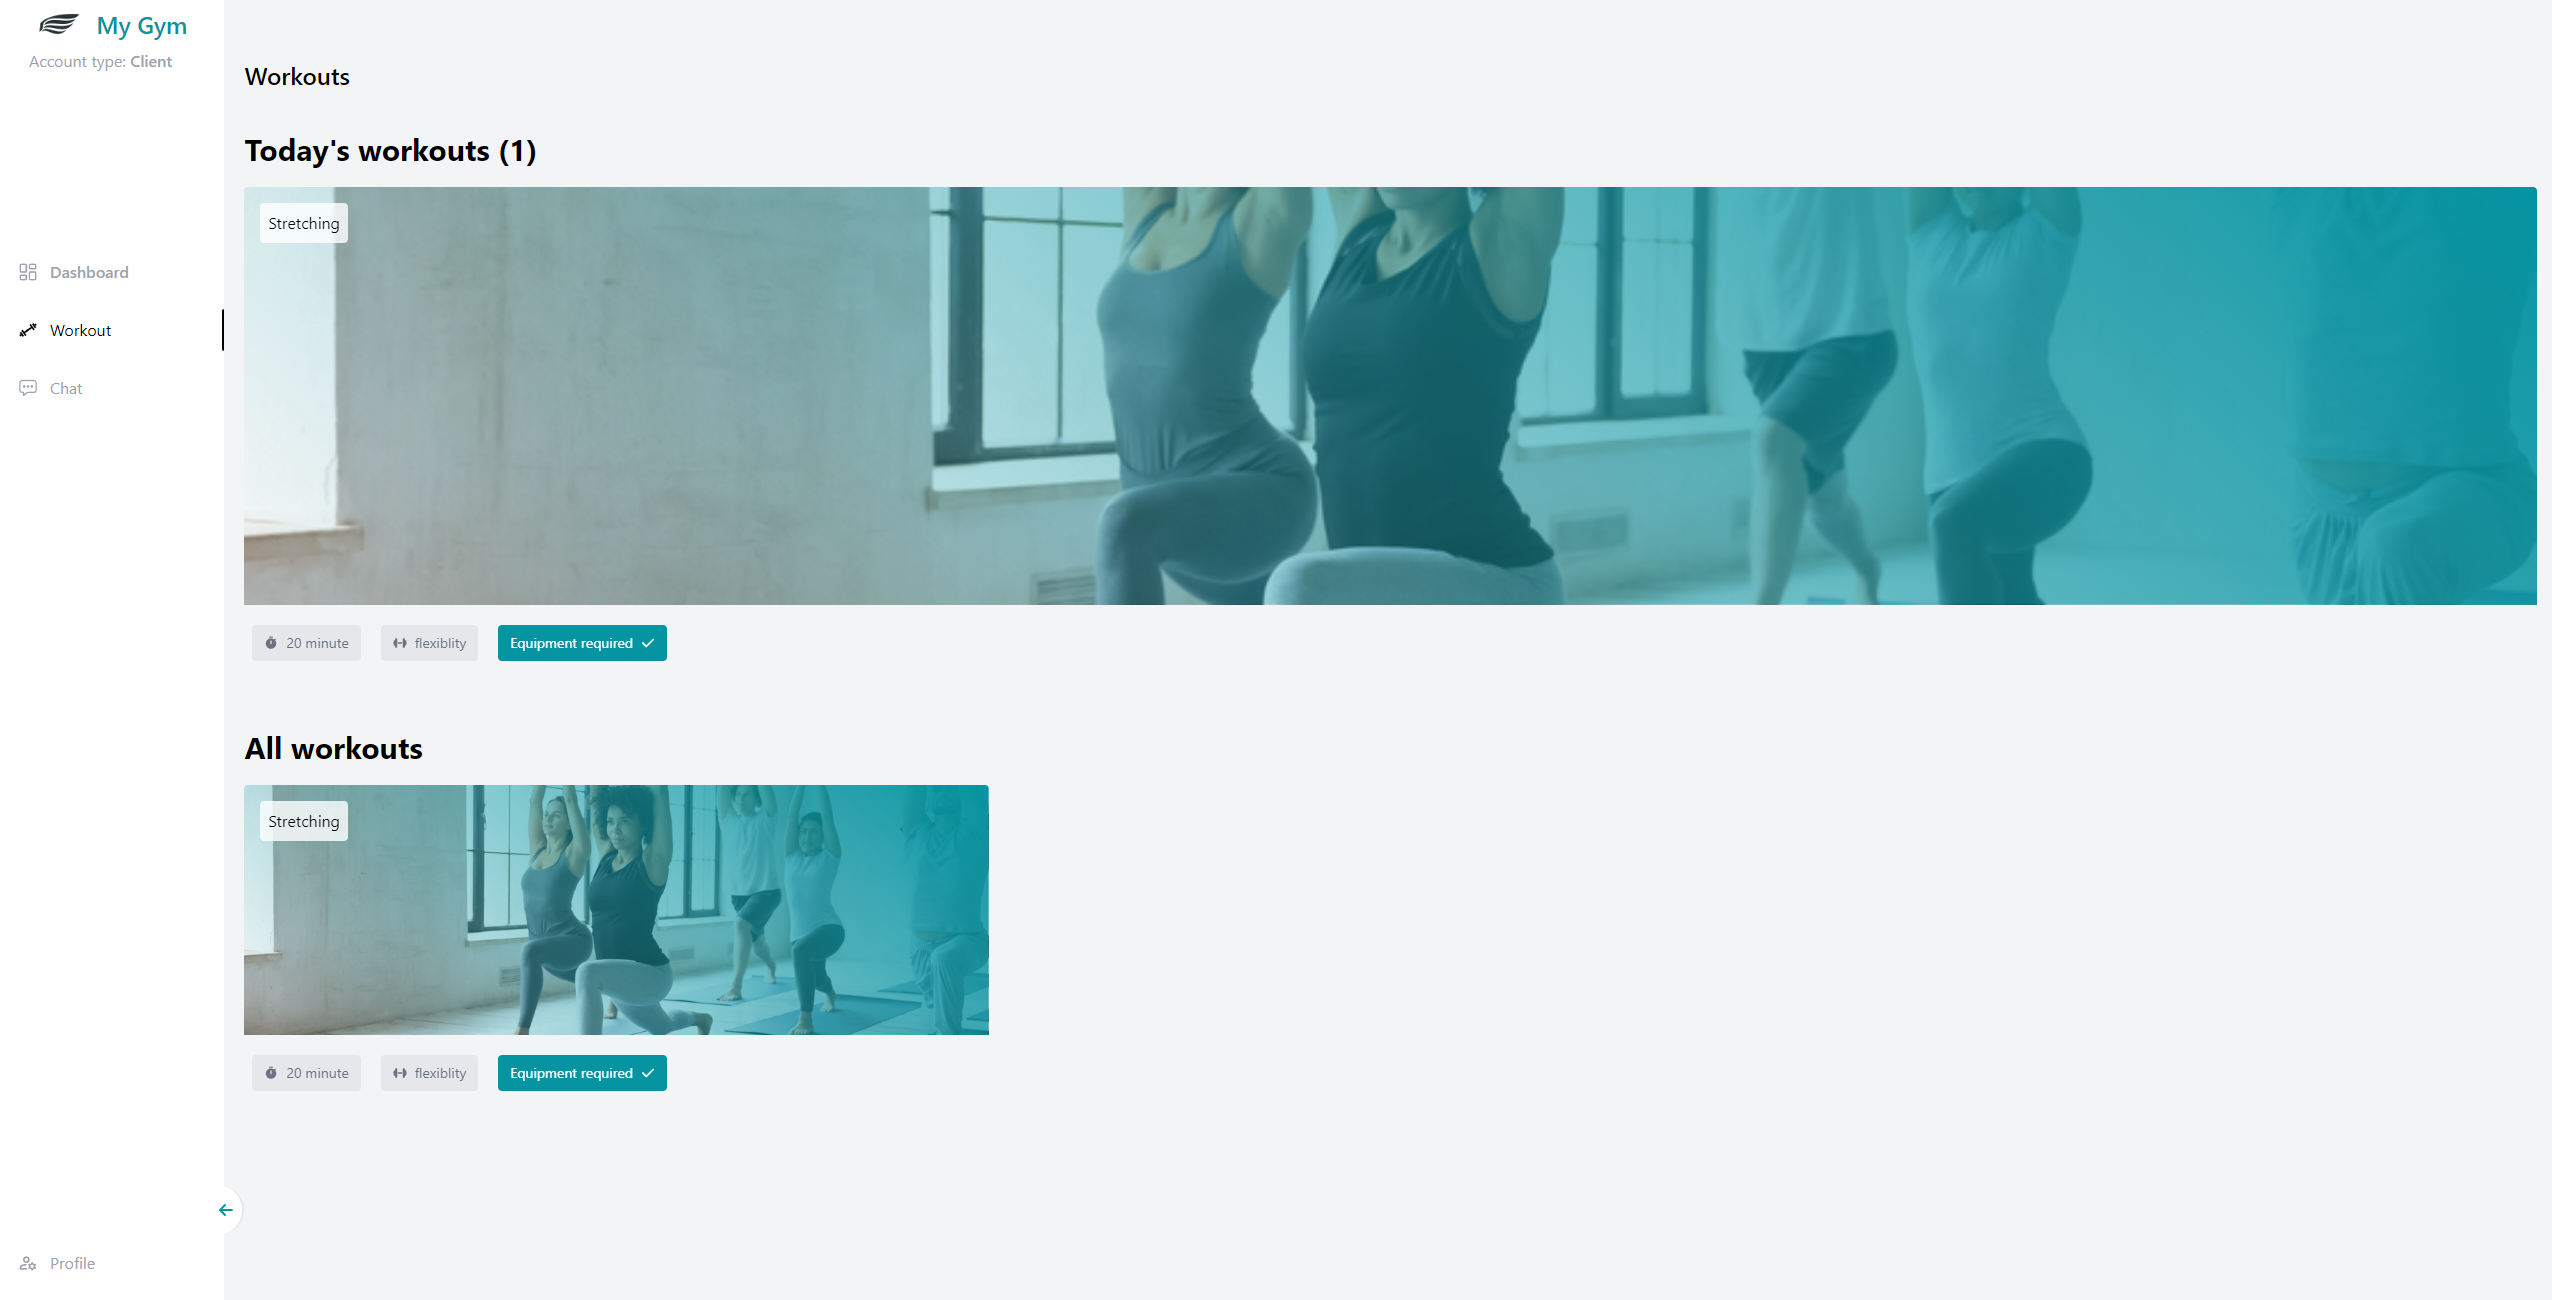 My Gym
Account type: Client
Dashboard
Workout
Chat
Profile
Workouts
Today's workouts (1)
Stretching
20 minute
flexiblity
Equipment required
All workouts
Stretching
20 minute
flexiblity
Equipment required